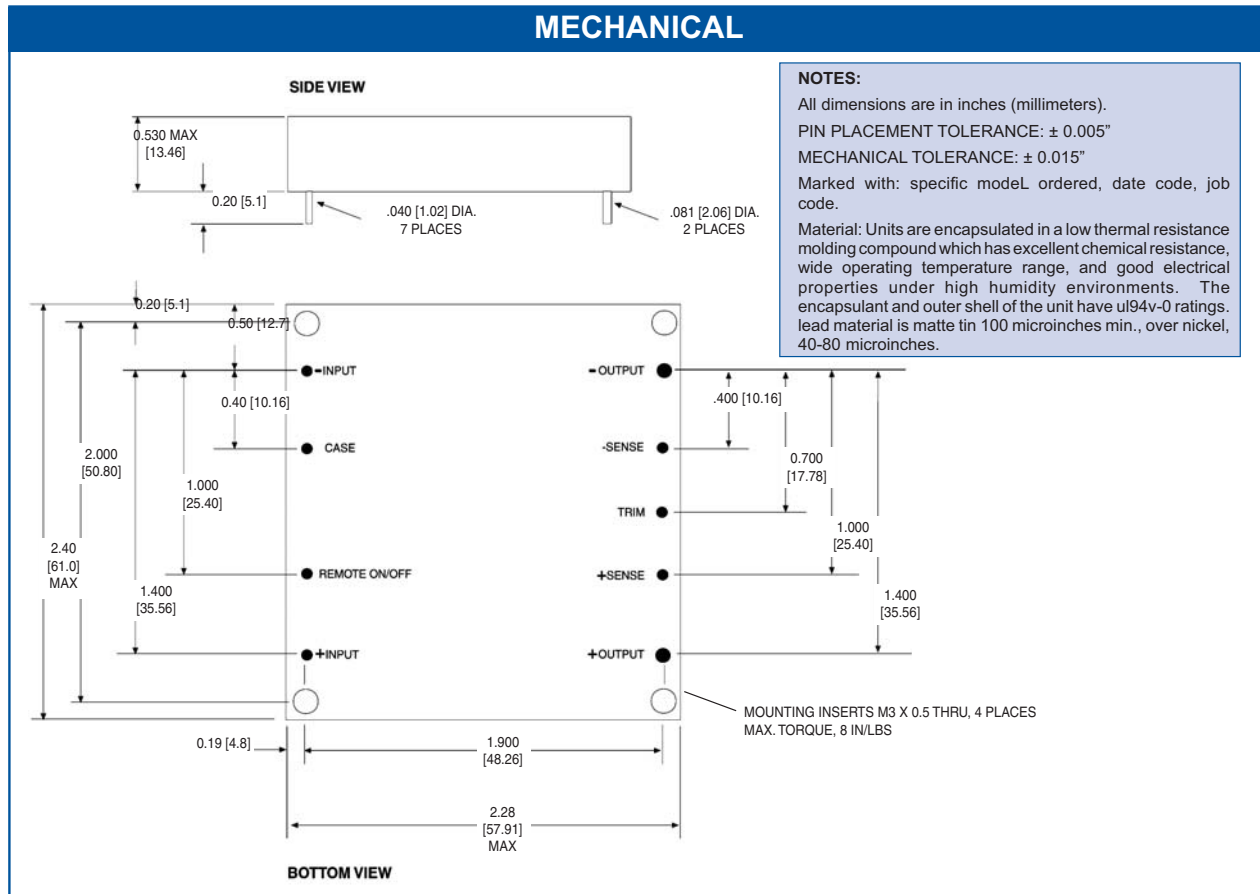 MECHANICAL
SIDE VIEW
0.530 MAX
[13.46]
0.20 [5.1]
.040 [1.02] DIA.
7 PLACES
.081 [2.06] DIA.
2 PLACES
NOTES:
All dimensions are in inches (millimeters).
PIN PLACEMENT TOLERANCE: ± 0.005”
MECHANICAL TOLERANCE: ± 0.015”
Marked with: specific modeL ordered, date code, job
code.
Material: Units are encapsulated in a low thermal resistance
molding compound which has excellent chemical resistance,
wide operating temperature range, and good electrical
properties under high humidity environments. The
encapsulant and outer shell of the unit have ul94v-0 ratings.
lead material is matte tin 100 microinches min., over nickel,
40-80 microinches.
0.20 [5.1]
0.50 [12.7]
-INPUT
-OUTPUT
0.40 [10.16]
.400 [10.16]
CASE
-SENSE
2.000
[50.80]
0.700
[17.78]
1.000
[25.40]
TRIM
1.000
[25.40]
2.40
[61.0]
MAX
REMOTE ON/OFF
+SENSE
1.400
[35.56]
1.400
[35.56]
+INPUT
+OUTPUT
MOUNTING INSERTS M3 X 0.5 THRU, 4 PLACES
MAX. TORQUE, 8 IN/LBS
0.19 [4.8]
1.900
[48.26]
2.28
[57.91]
MAX
BOTTOM VIEW